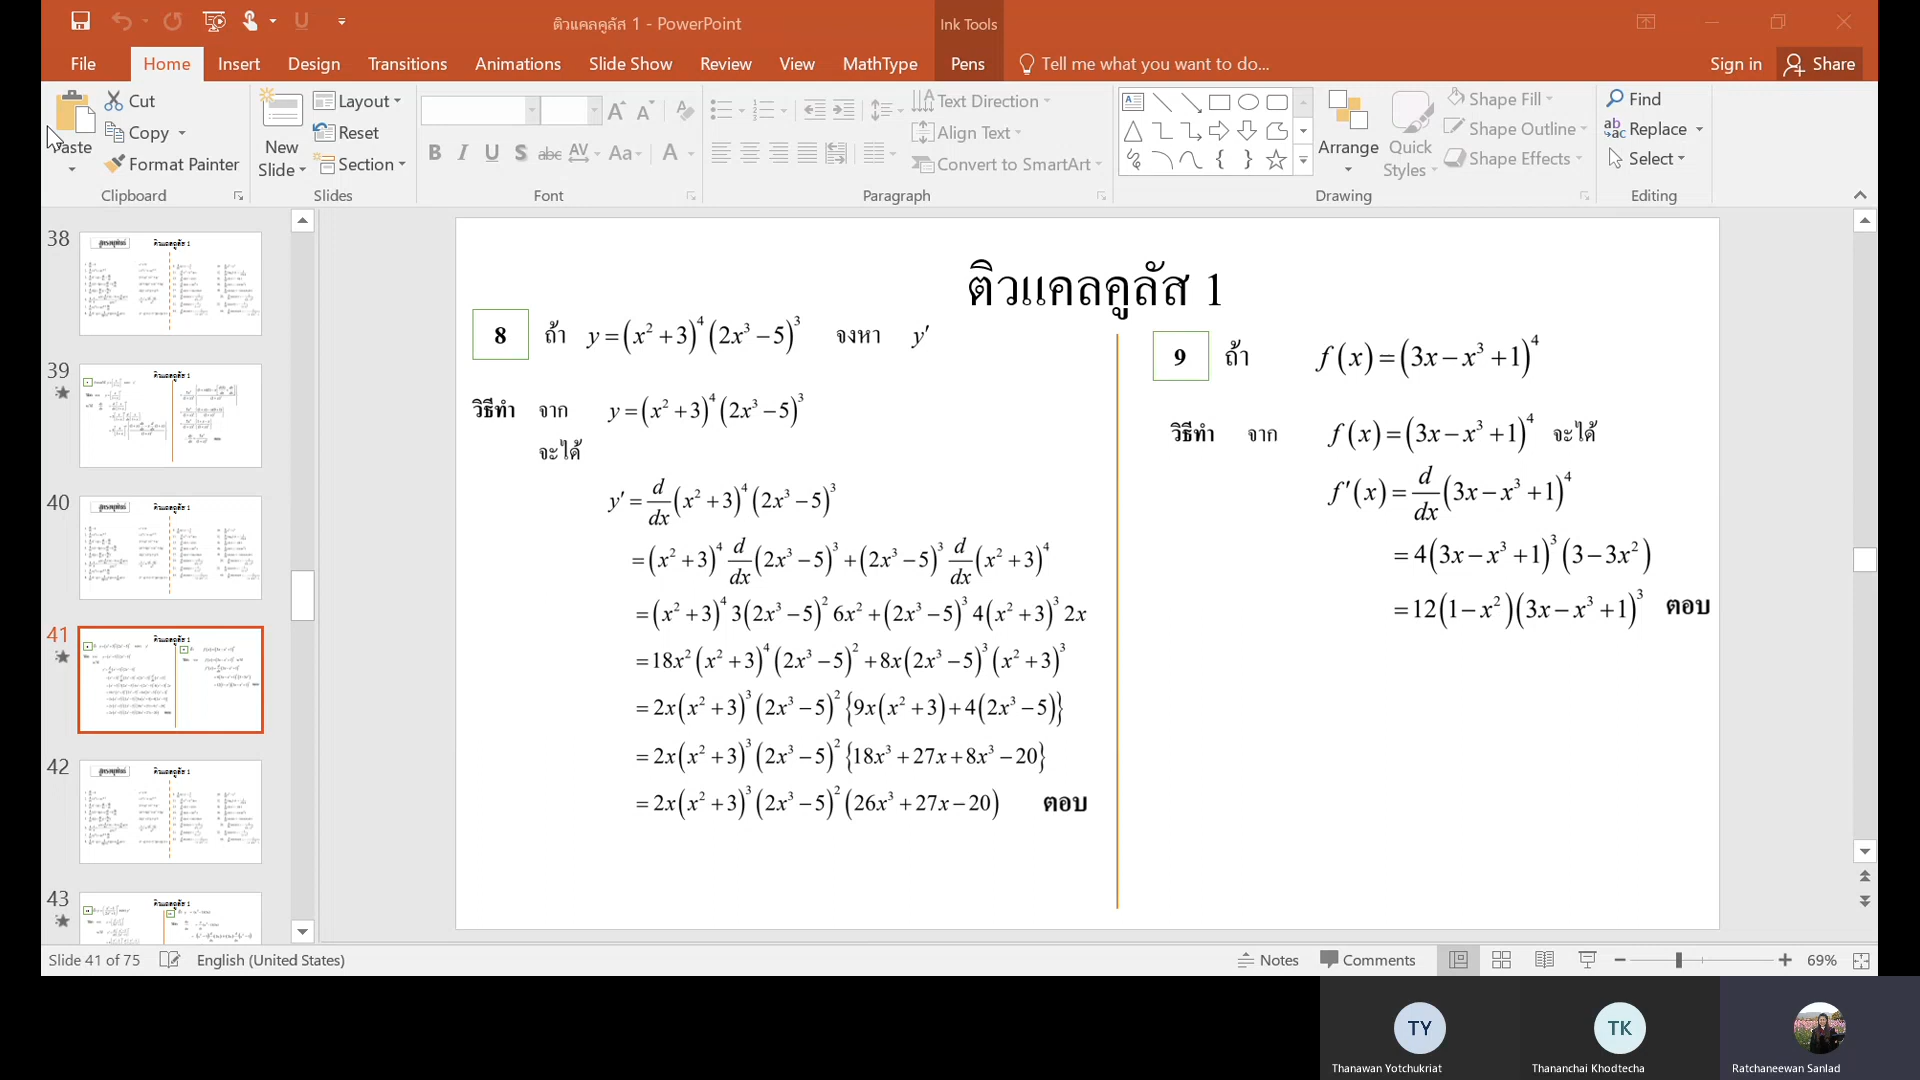 ติวแคลคูลัส 1 - PowerPoint
Ink Tools
File Home Insert Design Transitions Animations Slide Show Review View MathType Pens Tell me what you want to do... Sign in Share
Paste
Cut
Copy
Format Painter
Clipboard
New Slide
Layout
Reset
Section
Slides
Font
Text Direction
Align Text
Convert to SmartArt
Paragraph
Arrange
Quick Styles
Shape Fill
Shape Outline
Shape Effects
Drawing
Find
Replace
Select
Editing
38
39
40
41
42
43
ติวแคลคูลัส 1
8 ถ้า y = (x² + 3)⁴ (2x³ − 5)³ จงหา y′
วิธีทำ จาก y = (x² + 3)⁴ (2x³ − 5)³
จะได้
y′ = d/dx (x² + 3)⁴ (2x³ − 5)³
= (x² + 3)⁴ d/dx (2x³ − 5)³ + (2x³ − 5)³ d/dx (x² + 3)⁴
= (x² + 3)⁴ 3(2x³ − 5)² 6x² + (2x³ − 5)³ 4(x² + 3)³ 2x
= 18x² (x² + 3)⁴ (2x³ − 5)² + 8x(2x³ − 5)³ (x² + 3)³
= 2x(x² + 3)³ (2x³ − 5)² {9x(x² + 3) + 4(2x³ − 5)}
= 2x(x² + 3)³ (2x³ − 5)² {18x³ + 27x + 8x³ − 20}
= 2x(x² + 3)³ (2x³ − 5)² (26x³ + 27x − 20) ตอบ
9 ถ้า f(x) = (3x − x³ + 1)⁴
วิธีทำ จาก f(x) = (3x − x³ + 1)⁴ จะได้
f′(x) = d/dx (3x − x³ + 1)⁴
= 4(3x − x³ + 1)³ (3 − 3x²)
= 12(1 − x²)(3x − x³ + 1)³ ตอบ
Slide 41 of 75 English (United States) Notes Comments 69%
TY TK
Thanawan Yotchukriat Thananchai Khodtecha Ratchaneewan Sanlad